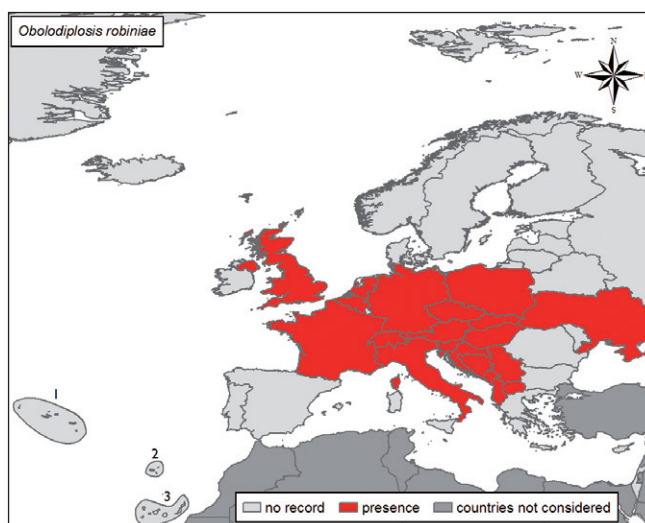 Obolodiplosis robiniae
N
W
S
1
2
3
no record presence countries not considered